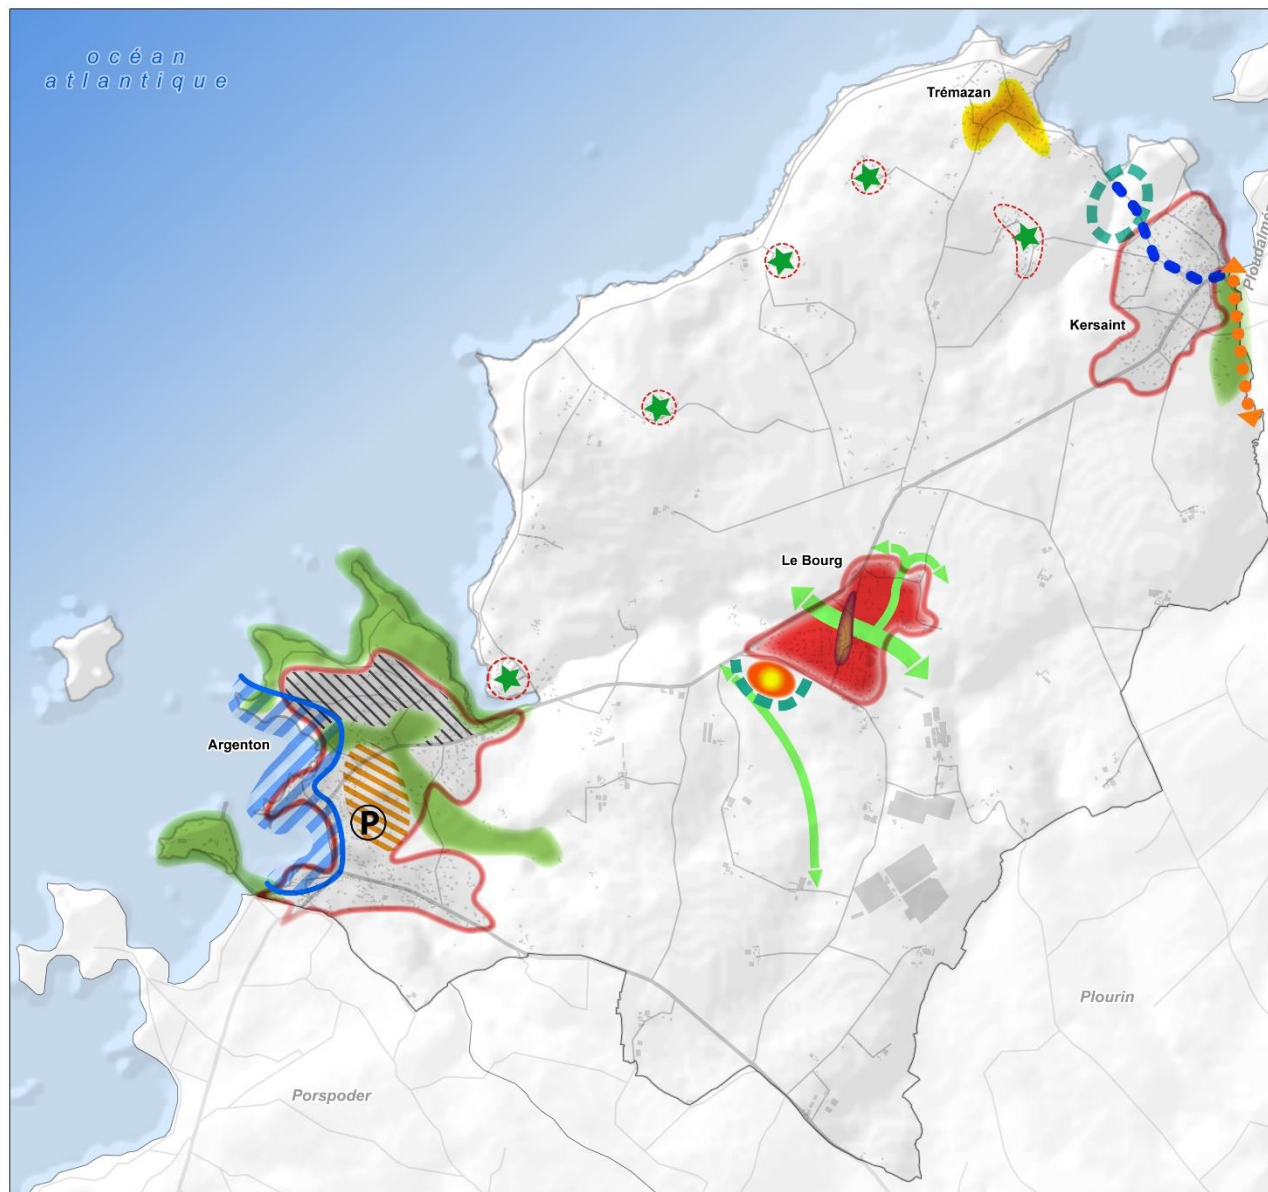 océan
atlantique
Trémazan
Kersaint
Le Bourg
Argenton
P
Plourin
Porspoder